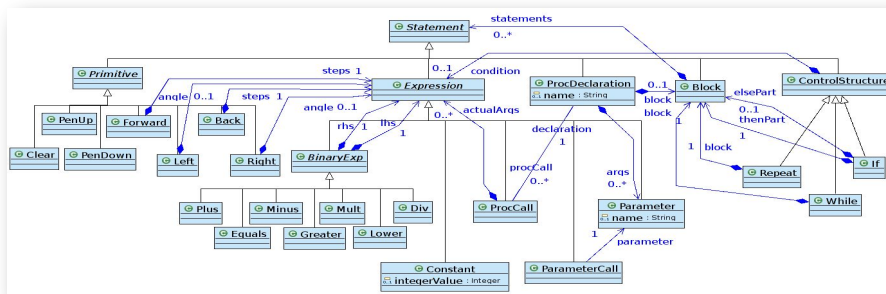 statements
Statement
0..*
Primitive
steps 1
0..1
condition
Expression
ProcDeclaration
name : String
0..1
Block
ControlStructure
elsePart
angle 0..1
steps 1
PenUp
Forward
Back
angle 0..1
0..*
actualArgs
block
block
0..1
thenPart
rhs
1
lhs
1
declaration
1
1
1
block
1
Clear
PenDown
Left
Right
BinaryExp
procCall
0..*
args
0..*
Repeat
If
Plus
Minus
Mult
Div
ProcCall
Parameter
name : String
While
Equals
Greater
Lower
1
parameter
1
Constant
integerValue : Integer
ParameterCall